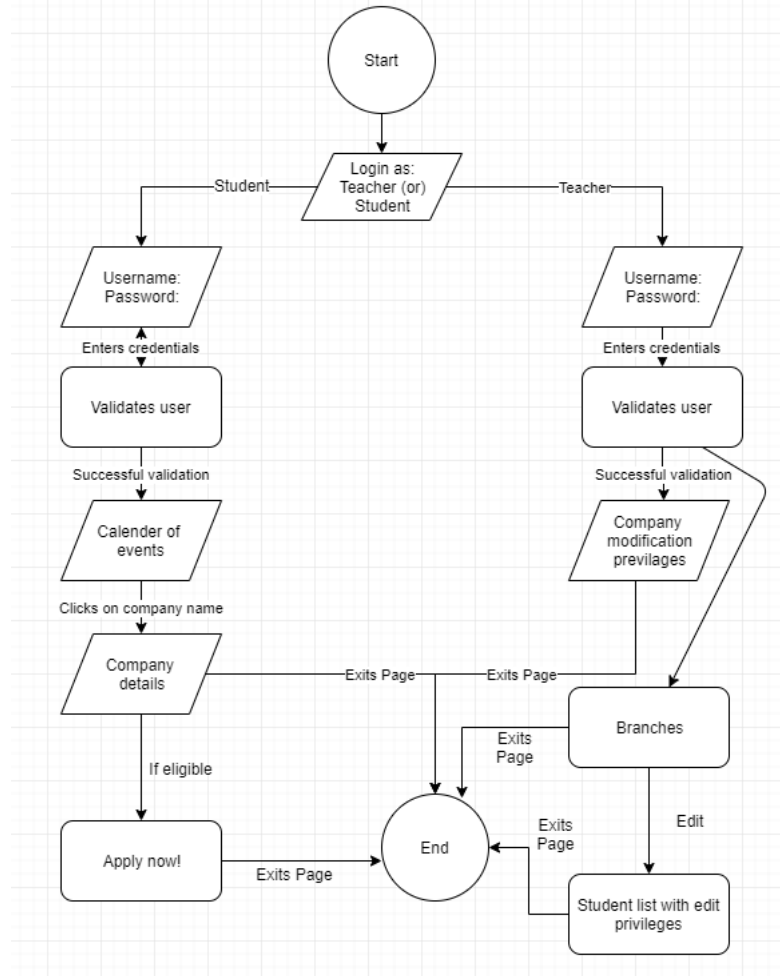 Start
Login as:
Teacher (or)
Student
Student
Teacher
Username:
Password:
Username:
Password:
Enters credentials
Enters credentials
Validates user
Validates user
Successful validation
Successful validation
Calender of
events
Company
modification
previlages
Clicks on company name
Company
details
Exits Page
Exits Page
Branches
Exits
Page
If eligible
Edit
Exits
Page
End
Apply now!
Exits Page
Student list with edit
privileges